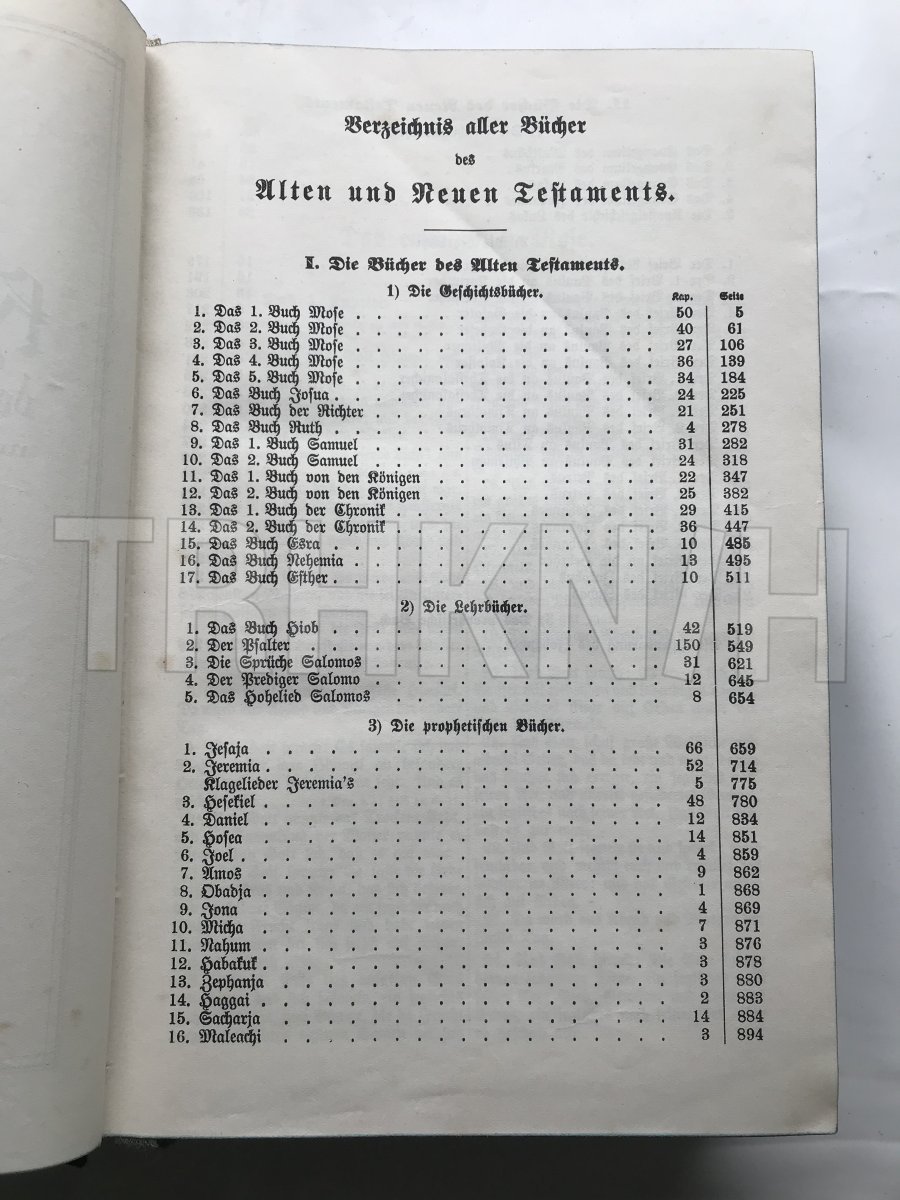 Verzeichnis aller Bücher
des
Alten und Neuen Testaments.
I. Die Bücher des Alten Testaments.
1) Die Geschichtsbücher.
Kap. Seite
1. Das 1. Buch Mose . . . . . . . . . . . . . . . 50 5
2. Das 2. Buch Mose . . . . . . . . . . . . . . . 40 61
3. Das 3. Buch Mose . . . . . . . . . . . . . . . 27 106
4. Das 4. Buch Mose . . . . . . . . . . . . . . . 36 139
5. Das 5. Buch Mose . . . . . . . . . . . . . . . 34 184
6. Das Buch Josua . . . . . . . . . . . . . . . . 24 225
7. Das Buch der Richter . . . . . . . . . . . . . . 21 251
8. Das Buch Ruth . . . . . . . . . . . . . . . . 4 278
9. Das 1. Buch Samuel . . . . . . . . . . . . . . 31 282
10. Das 2. Buch Samuel . . . . . . . . . . . . . . 24 318
11. Das 1. Buch von den Königen . . . . . . . . . . . 22 347
12. Das 2. Buch von den Königen . . . . . . . . . . . 25 382
13. Das 1. Buch der Chronik . . . . . . . . . . . . . 29 415
14. Das 2. Buch der Chronik . . . . . . . . . . . . . 36 447
15. Das Buch Esra . . . . . . . . . . . . . . . . 10 485
16. Das Buch Nehemia . . . . . . . . . . . . . . . 13 495
17. Das Buch Esther . . . . . . . . . . . . . . . . 10 511
2) Die Lehrbücher.
1. Das Buch Hiob . . . . . . . . . . . . . . . . 42 519
2. Der Psalter . . . . . . . . . . . . . . . . . 150 549
3. Die Sprüche Salomos . . . . . . . . . . . . . . 31 621
4. Der Prediger Salomo . . . . . . . . . . . . . . 12 645
5. Das Hohelied Salomos . . . . . . . . . . . . . . 8 654
3) Die prophetischen Bücher.
1. Jesaja . . . . . . . . . . . . . . . . . . . 66 659
2. Jeremia . . . . . . . . . . . . . . . . . . . 52 714
Klagelieder Jeremia's . . . . . . . . . . . . . . 5 775
3. Hesekiel . . . . . . . . . . . . . . . . . . . 48 780
4. Daniel . . . . . . . . . . . . . . . . . . . 12 834
5. Hosea . . . . . . . . . . . . . . . . . . . 14 851
6. Joel . . . . . . . . . . . . . . . . . . . . 4 859
7. Amos . . . . . . . . . . . . . . . . . . . 9 862
8. Obadja . . . . . . . . . . . . . . . . . . . 1 868
9. Jona . . . . . . . . . . . . . . . . . . . 4 869
10. Micha . . . . . . . . . . . . . . . . . . . 7 871
11. Nahum . . . . . . . . . . . . . . . . . . . 3 876
12. Habakuk . . . . . . . . . . . . . . . . . . . 3 878
13. Zephanja . . . . . . . . . . . . . . . . . . 3 880
14. Haggai . . . . . . . . . . . . . . . . . . . 2 883
15. Sacharja . . . . . . . . . . . . . . . . . . 14 884
16. Maleachi . . . . . . . . . . . . . . . . . . 3 894